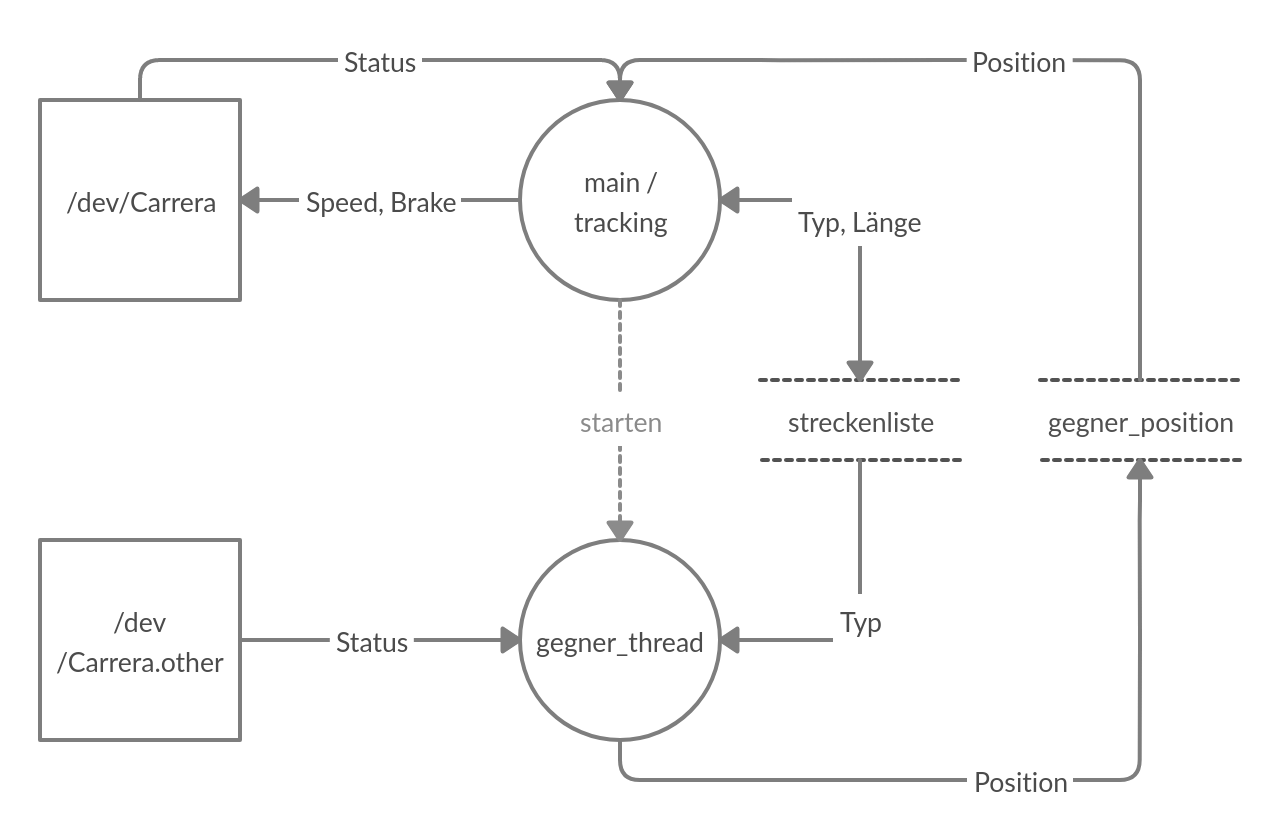 Status
Position
/dev/Carrera
Speed, Brake
main /
tracking
Typ, Länge
starten
streckenliste
gegner_position
/dev
/Carrera.other
Status
gegner_thread
Typ
Position